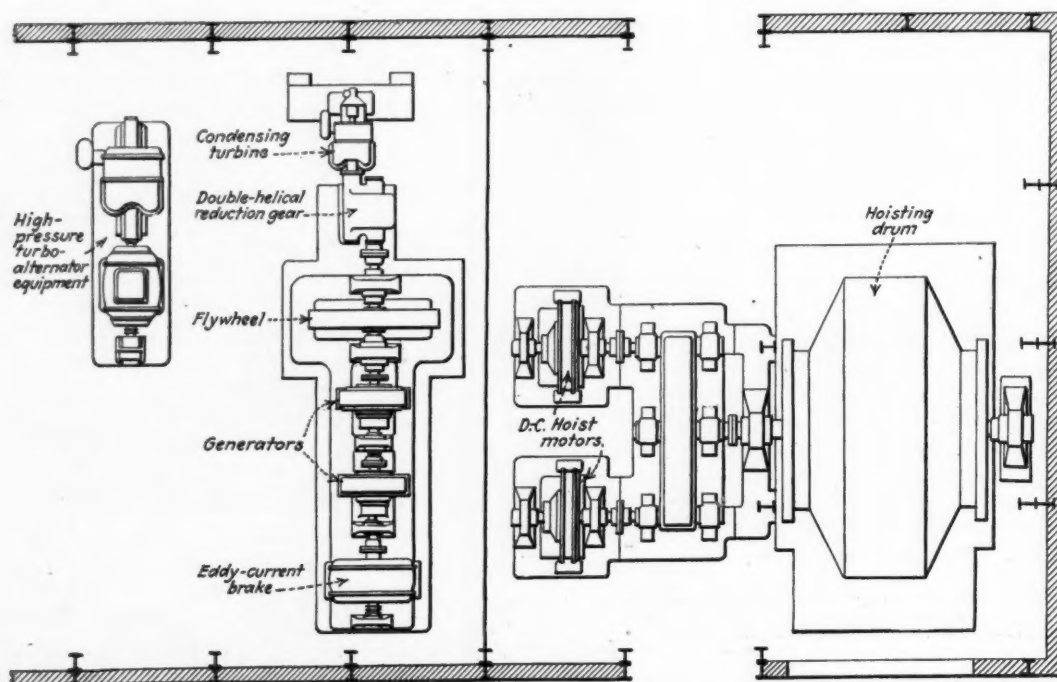 Condensing
turbine
Double-helical
reduction gear
High-
pressure
turbo-
alternator
equipment
Flywheel
Generators
Eddy-current
brake
Hoisting
drum
D.-C. Hoist
motors